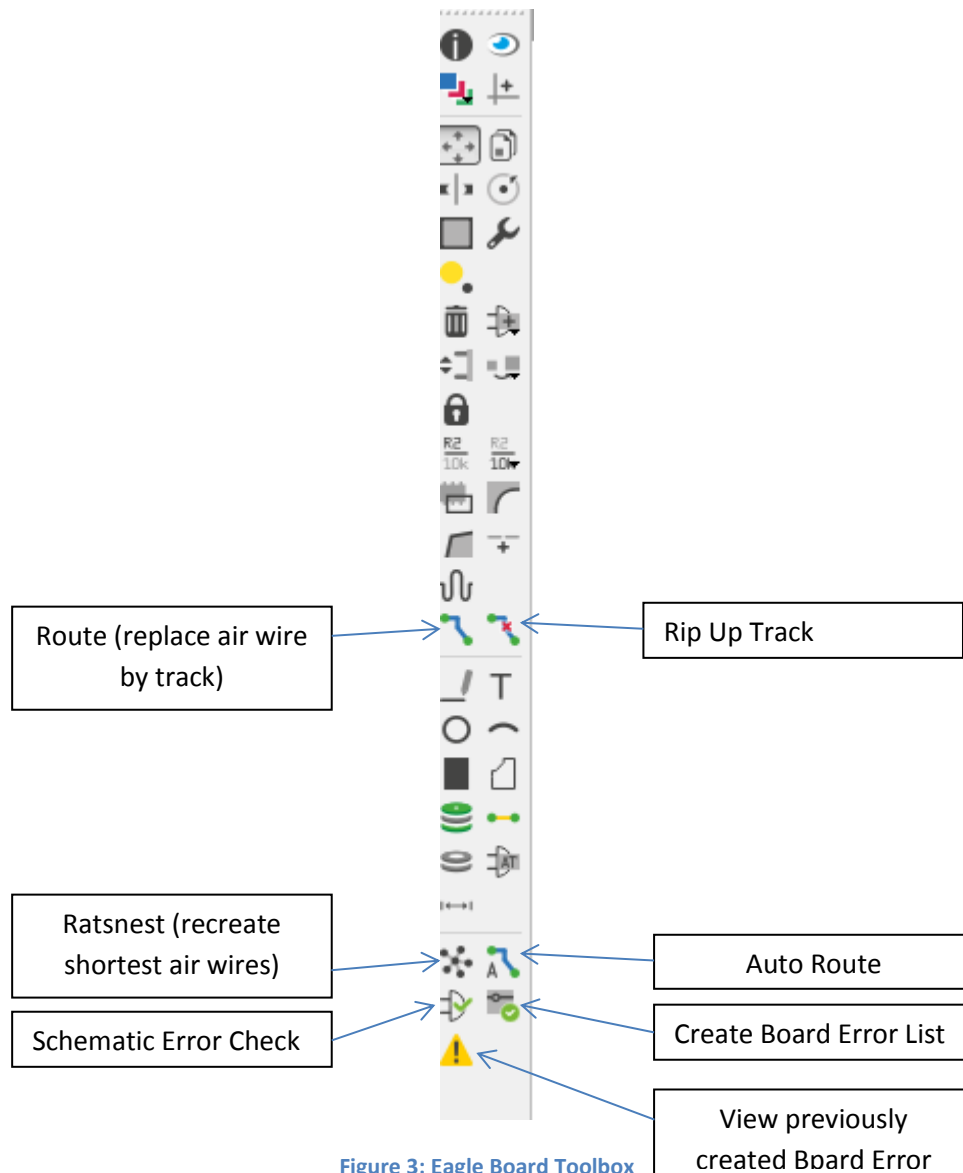 R2 R2
10k 10k
Route (replace air wire
by track)
Rip Up Track
T
AT
Ratsnest (recreate
shortest air wires)
A
Auto Route
Schematic Error Check
Create Board Error List
View previously
created Bpard Error
Figure 3: Eagle Board Toolbox